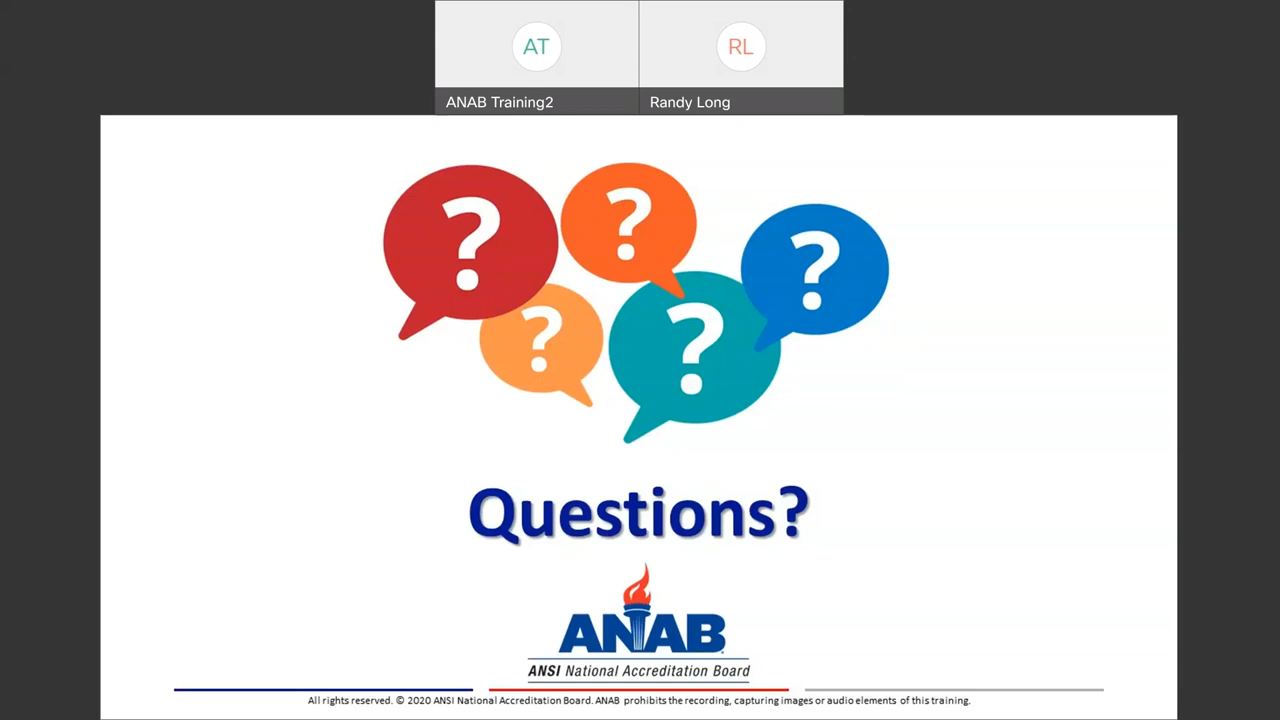 AT
RL
ANAB Training2
Randy Long
?
?
?
?
?
Questions?
ANAB
ANSI National Accreditation Board
All rights reserved. © 2020 ANSI National Accreditation Board. ANAB prohibits the recording, capturing images or audio elements of this training.